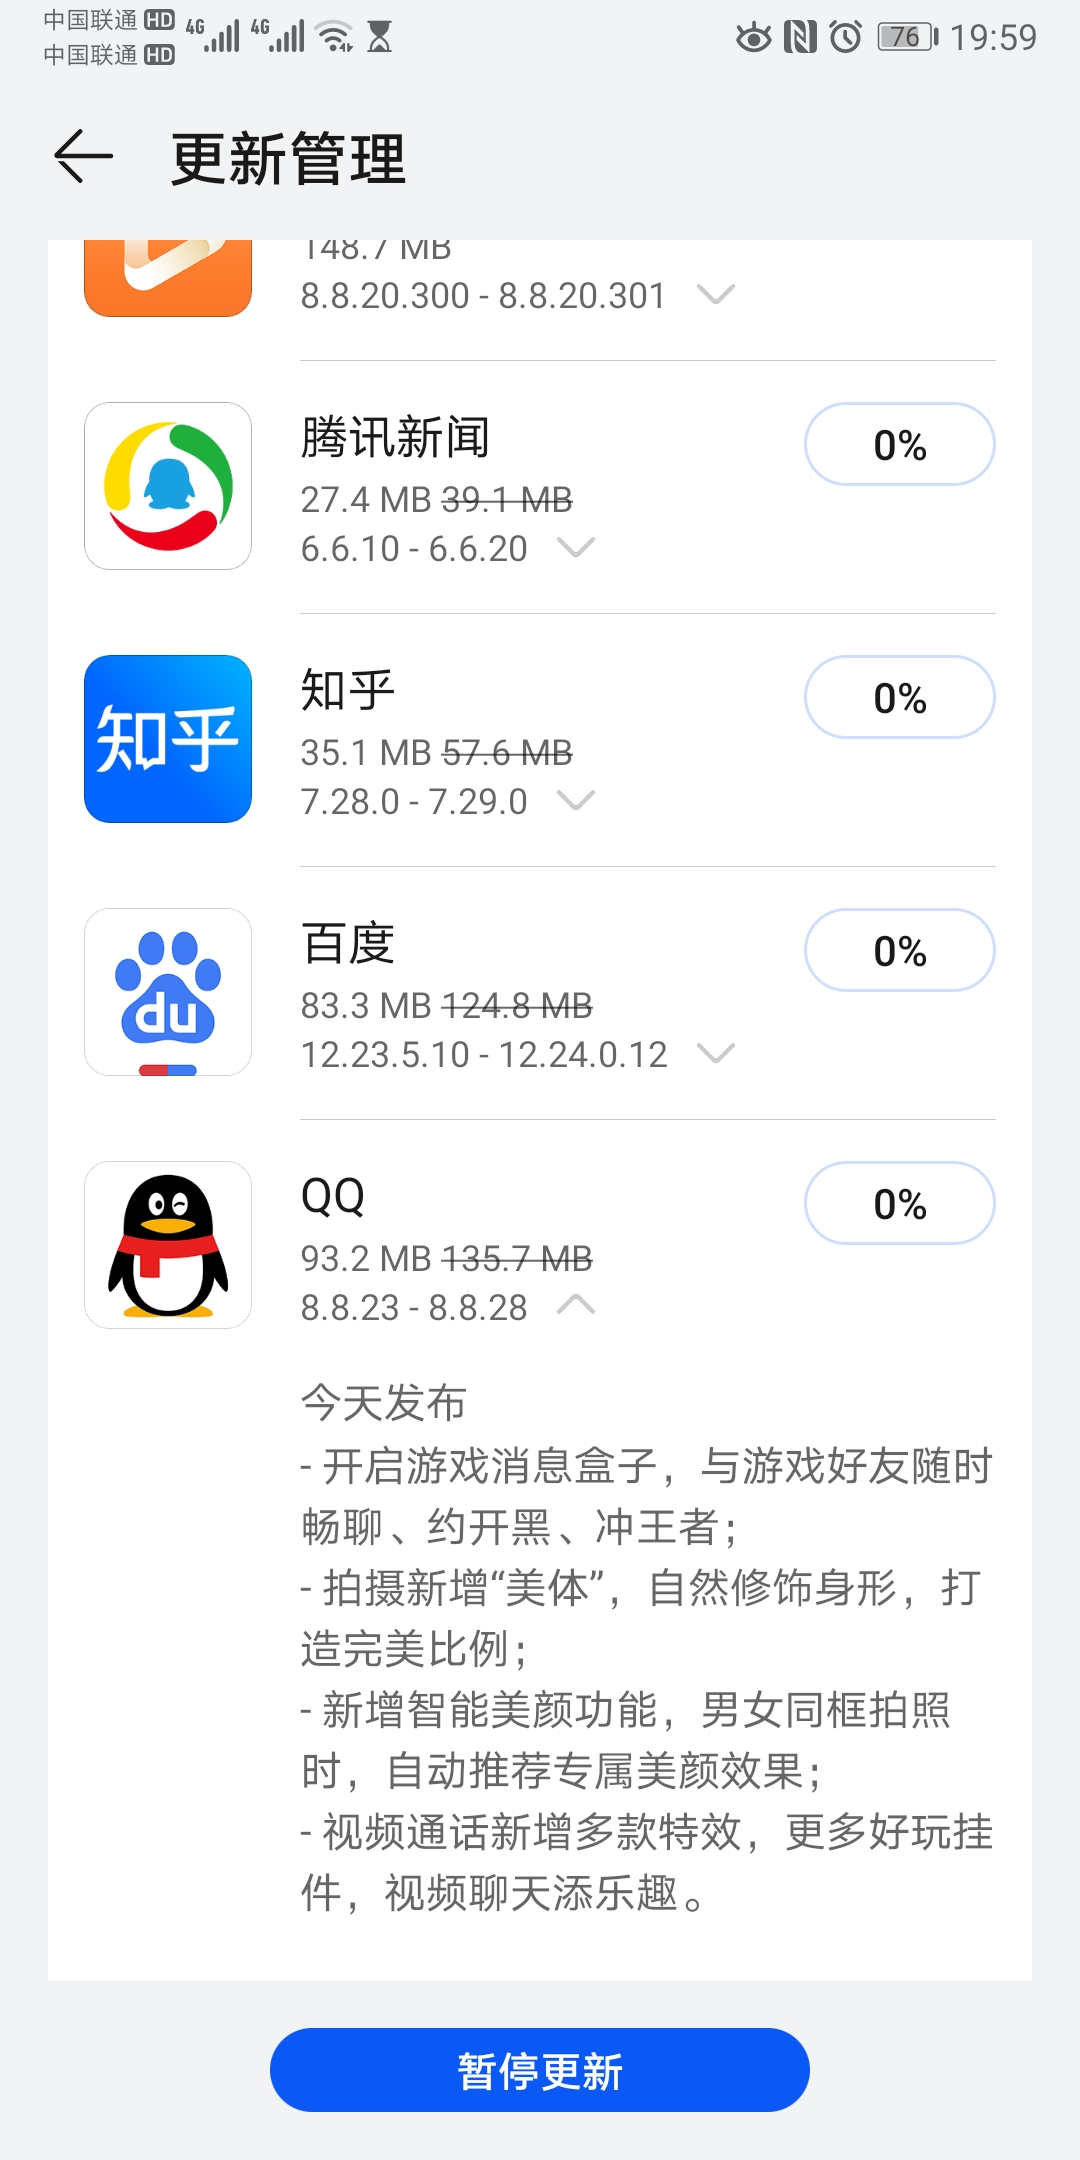 中国联通 HD 4G 4G 76 19:59
中国联通 HD
更新管理
148.7 MB
8.8.20.300 - 8.8.20.301
腾讯新闻 0%
27.4 MB 39.1 MB
6.6.10 - 6.6.20
知乎
知乎 0%
35.1 MB 57.6 MB
7.28.0 - 7.29.0
du
百度 0%
83.3 MB 124.8 MB
12.23.5.10 - 12.24.0.12
QQ 0%
93.2 MB 135.7 MB
8.8.23 - 8.8.28
今天发布
- 开启游戏消息盒子，与游戏好友随时
畅聊、约开黑、冲王者；
- 拍摄新增“美体”，自然修饰身形，打
造完美比例；
- 新增智能美颜功能，男女同框拍照
时，自动推荐专属美颜效果；
- 视频通话新增多款特效，更多好玩挂
件，视频聊天添乐趣。
暂停更新